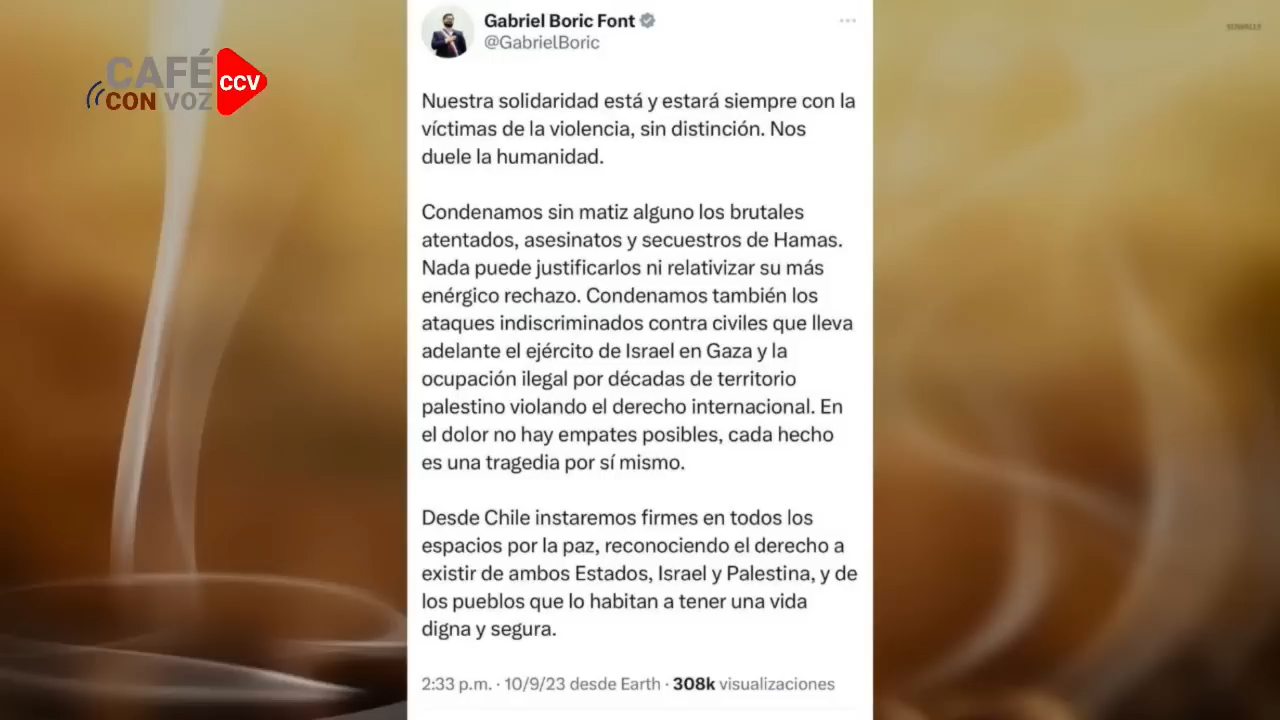 CAFÉ
CON VOZ
CCV
Gabriel Boric Font
@GabrielBoric
Nuestra solidaridad está y estará siempre con la
víctimas de la violencia, sin distinción. Nos
duele la humanidad.
Condenamos sin matiz alguno los brutales
atentados, asesinatos y secuestros de Hamas.
Nada puede justificarlos ni relativizar su más
enérgico rechazo. Condenamos también los
ataques indiscriminados contra civiles que lleva
adelante el ejército de Israel en Gaza y la
ocupación ilegal por décadas de territorio
palestino violando el derecho internacional. En
el dolor no hay empates posibles, cada hecho
es una tragedia por sí mismo.
Desde Chile instaremos firmes en todos los
espacios por la paz, reconociendo el derecho a
existir de ambos Estados, Israel y Palestina, y de
los pueblos que lo habitan a tener una vida
digna y segura.
2:33 p.m. · 10/9/23 desde Earth · 308k visualizaciones